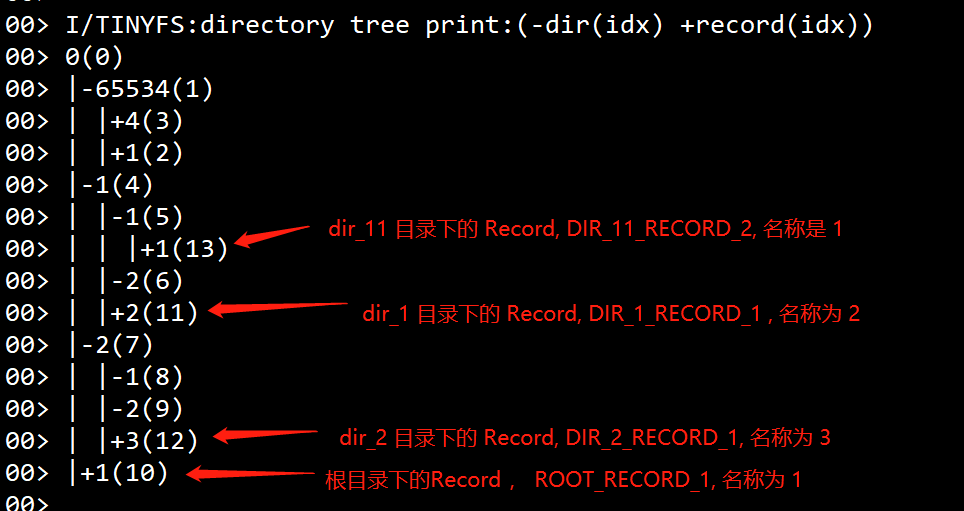 00>
00> I/TINYFS:directory tree print:(-dir(idx) +record(idx))
00> 0(0)
00> |-65534(1)
00> | |+4(3)
00> | |+1(2)
00> |-1(4)
00> | |-1(5)
00> | | |+1(13) dir_11 目录下的 Record, DIR_11_RECORD_2, 名称是 1
00> | |-2(6)
00> | |+2(11) dir_1 目录下的 Record, DIR_1_RECORD_1 , 名称为 2
00> |-2(7)
00> | |-1(8)
00> | |-2(9)
00> | |+3(12) dir_2 目录下的 Record, DIR_2_RECORD_1, 名称为 3
00> |+1(10) 根目录下的Record ， ROOT_RECORD_1, 名称为 1
00>